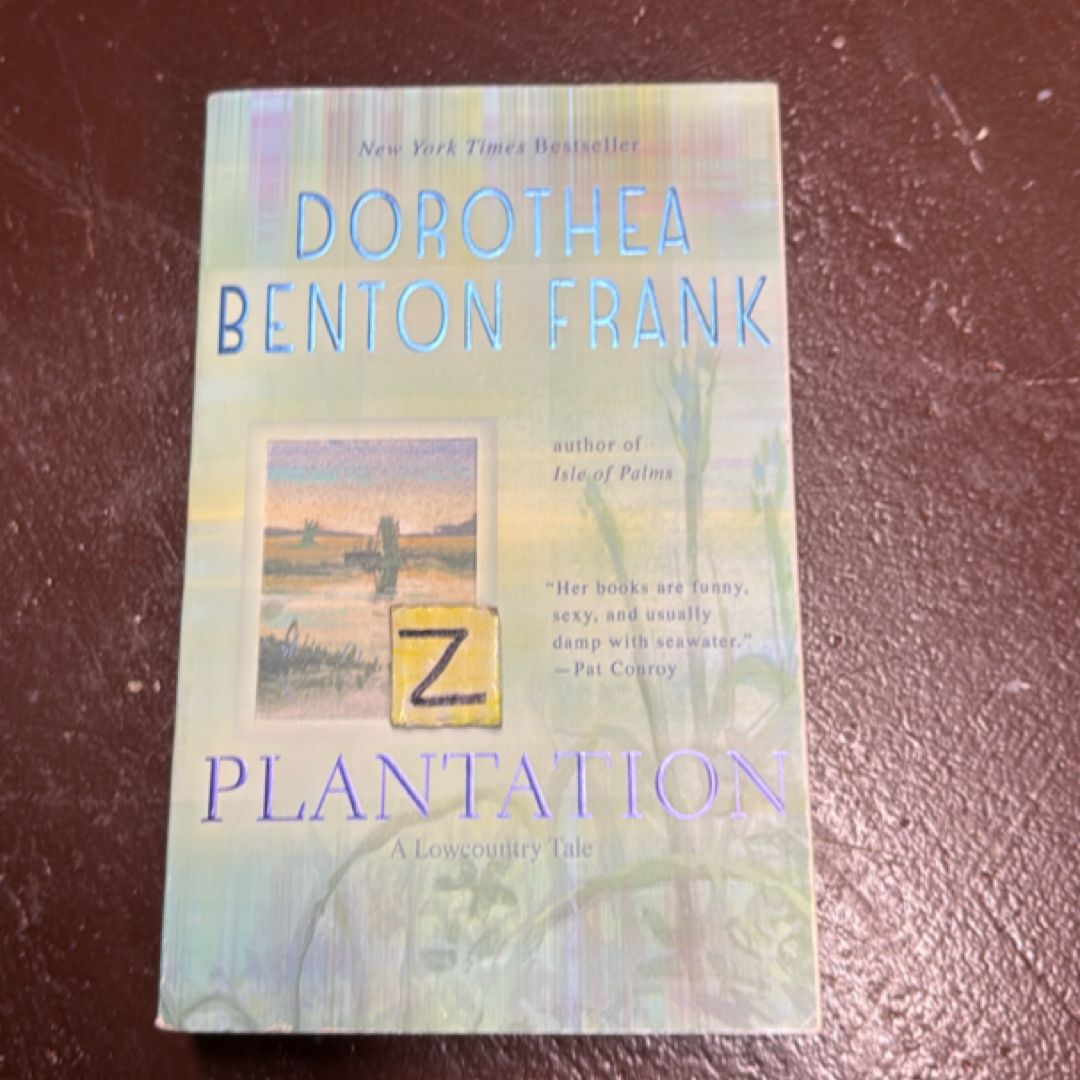 New York Times Bestseller
DOROTHEA
BENTON FRANK
author of
Isle of Palms
"Her books are funny,
sexy, and usually
damp with seawater."
—Pat Conroy
Z
PLANTATION
A Lowcountry Tale